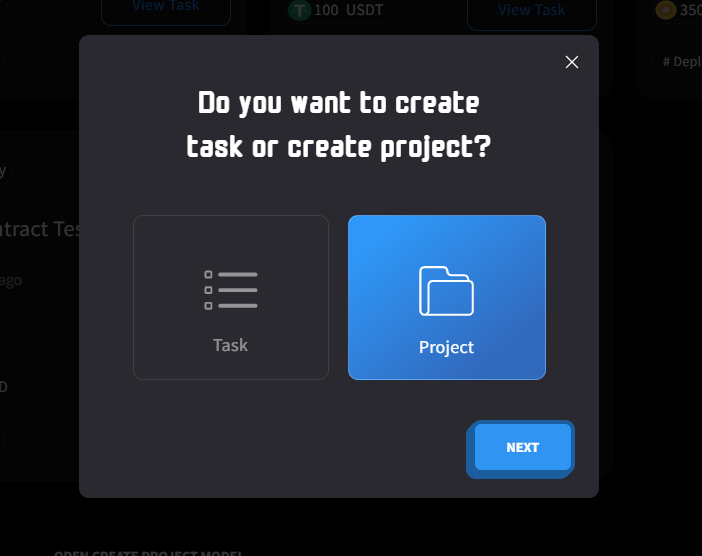 View Task
100 USDT
View Task
350
# Depl
Do you want to create
task or create project?
y
ntract Tes
ago
Task
Project
D
NEXT
OPEN CREATE PROJECT MODEL